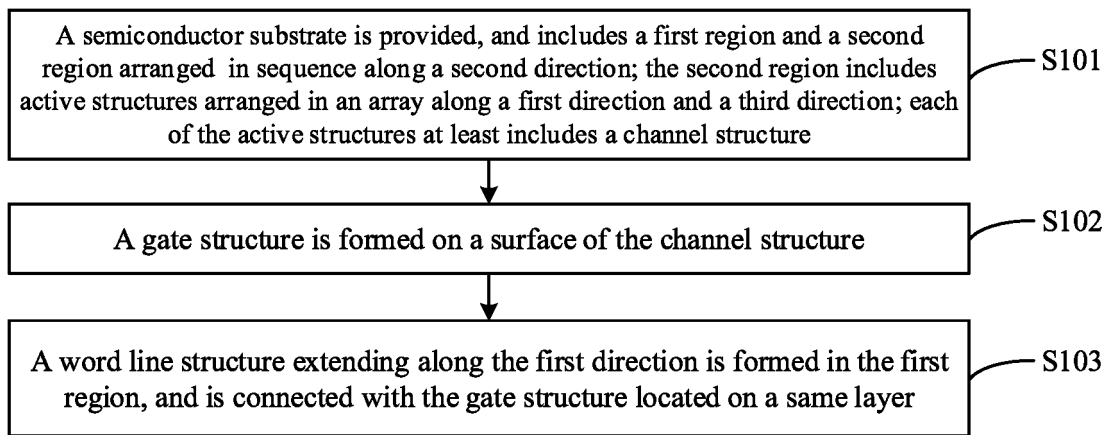 A semiconductor substrate is provided, and includes a first region and a second
region arranged in sequence along a second direction; the second region includes
active structures arranged in an array along a first direction and a third direction; each
of the active structures at least includes a channel structure
S101
A gate structure is formed on a surface of the channel structure
S102
A word line structure extending along the first direction is formed in the first
region, and is connected with the gate structure located on a same layer
S103